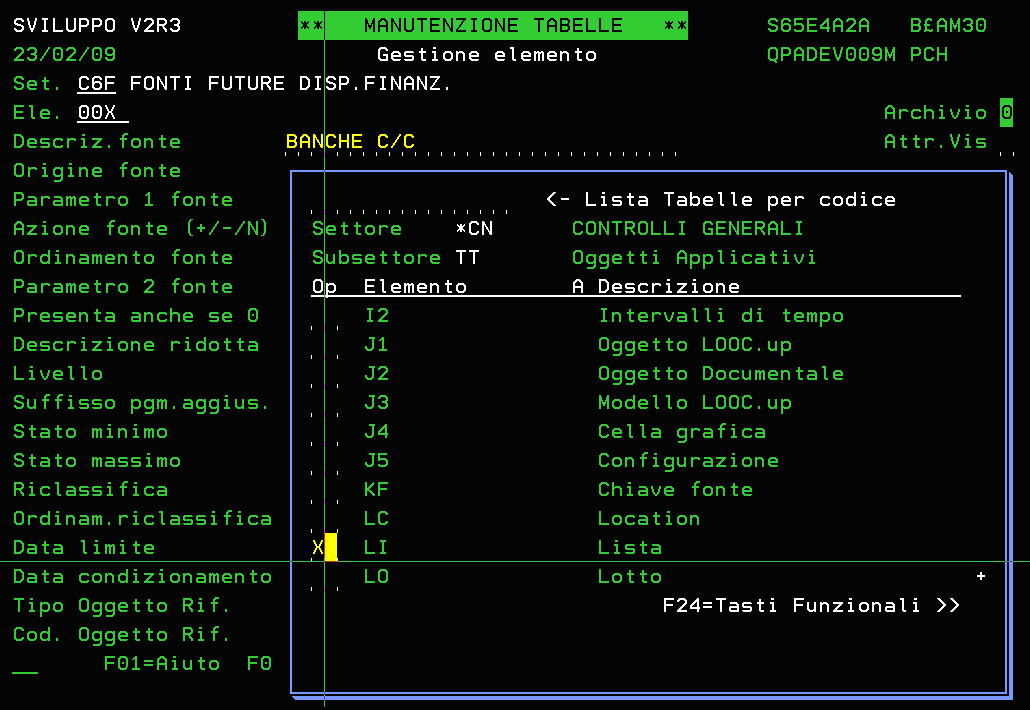 SVILUPPO V2R3 ** MANUTENZIONE TABELLE ** S65E4A2A B£AM30
23/02/09 Gestione elemento QPADEV009M PCH
Set. C6F FONTI FUTURE DISP.FINANZ.
Ele. 00X Archivio 0
Descriz.fonte BANCHE C/C Attr.Vis
Origine fonte
Parametro 1 fonte <- Lista Tabelle per codice
Azione fonte (+/-/N) Settore *CN CONTROLLI GENERALI
Ordinamento fonte Subsettore TT Oggetti Applicativi
Parametro 2 fonte Op Elemento A Descrizione
Presenta anche se 0 I2 Intervalli di tempo
Descrizione ridotta J1 Oggetto LOOC.up
Livello J2 Oggetto Documentale
Suffisso pgm.aggius. J3 Modello LOOC.up
Stato minimo J4 Cella grafica
Stato massimo J5 Configurazione
Riclassifica KF Chiave fonte
Ordinam.riclassifica LC Location
Data limite X LI Lista
Data condizionamento LO Lotto +
Tipo Oggetto Rif. F24=Tasti Funzionali >>
Cod. Oggetto Rif.
F01=Aiuto F0